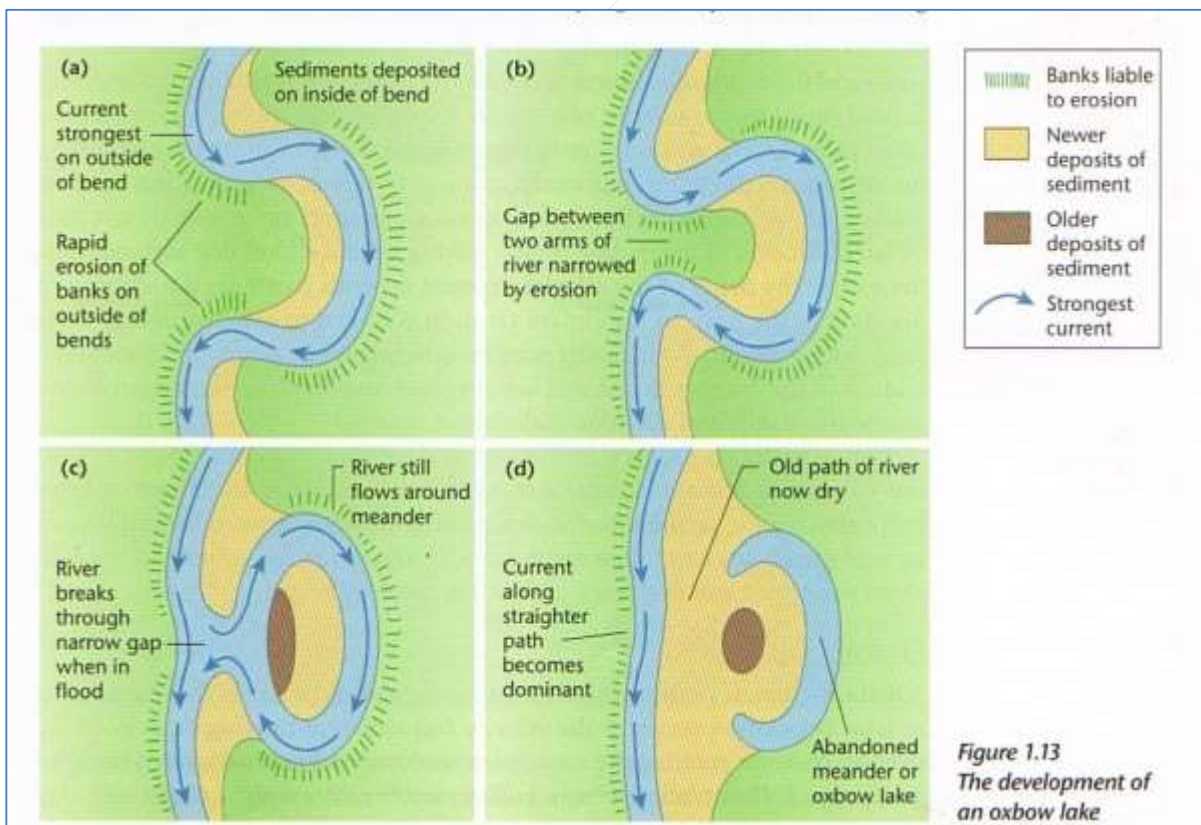 (a)
Sediments deposited
on inside of bend
Current
strongest
on outside
of bend
Rapid
erosion of
banks on
outside of
bends
(b)
Gap between
two arms of
river narrowed
by erosion
Banks liable
to erosion
Newer
deposits of
sediment
Older
deposits of
sediment
Strongest
current
(c)
River still
flows around
meander
River
breaks
through
narrow gap
when in
flood
(d)
Old path of river
now dry
Current
along
straighter
path
becomes
dominant
Abandoned
meander or
oxbow lake
Figure 1.13
The development of
an oxbow lake